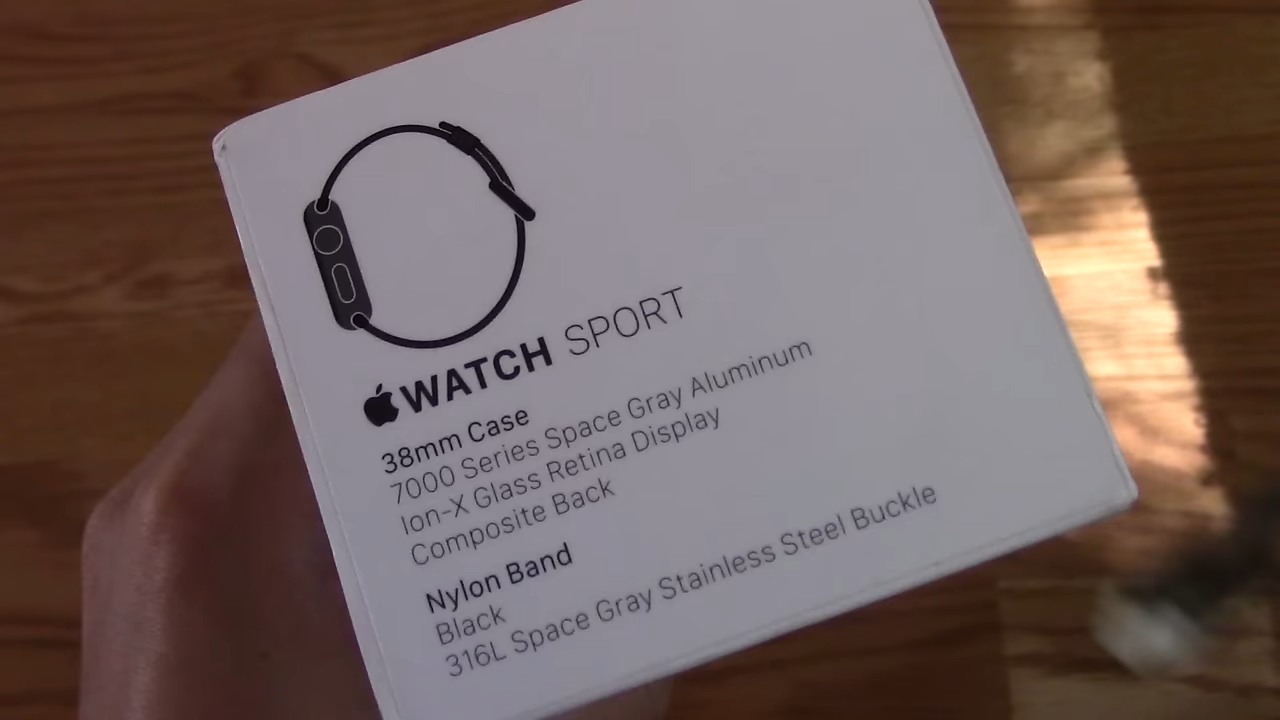 WATCH SPORT
38mm Case
7000 Series Space Gray Aluminum
Ion-X Glass Retina Display
Composite Back
Nylon Band
Black
316L Space Gray Stainless Steel Buckle